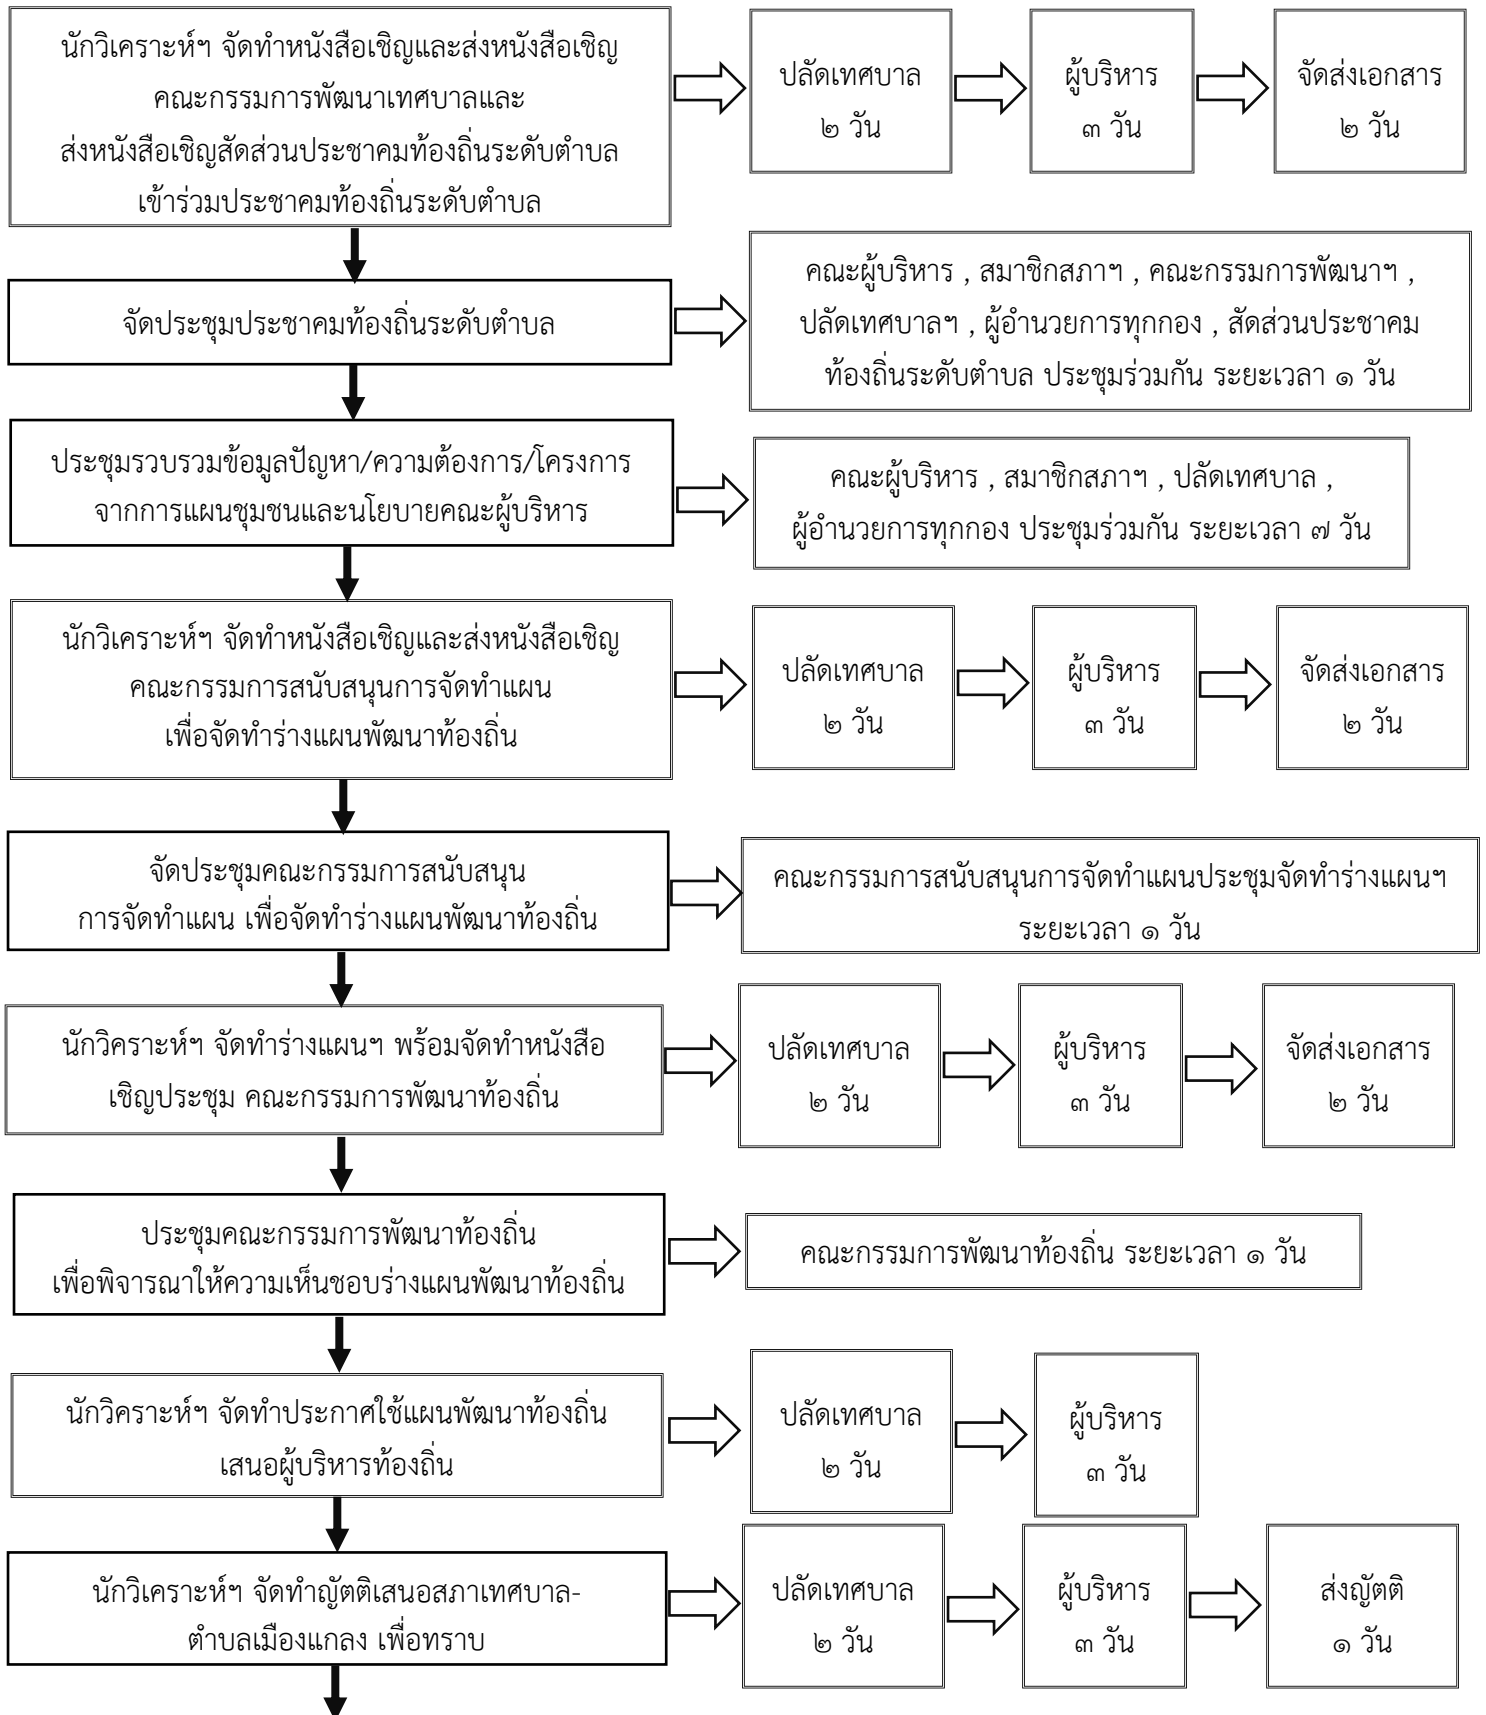 นักวิเคราะห์ฯ จัดทำหนังสือเชิญและส่งหนังสือเชิญ
คณะกรรมการพัฒนาเทศบาลและ
ส่งหนังสือเชิญสัดส่วนประชาคมท้องถิ่นระดับตำบล
เข้าร่วมประชาคมท้องถิ่นระดับตำบล
ปลัดเทศบาล
๒ วัน
ผู้บริหาร
๓ วัน
จัดส่งเอกสาร
๒ วัน
จัดประชุมประชาคมท้องถิ่นระดับตำบล
คณะผู้บริหาร , สมาชิกสภาฯ , คณะกรรมการพัฒนาฯ ,
ปลัดเทศบาลฯ , ผู้อำนวยการทุกกอง , สัดส่วนประชาคม
ท้องถิ่นระดับตำบล ประชุมร่วมกัน ระยะเวลา ๑ วัน
ประชุมรวบรวมข้อมูลปัญหา/ความต้องการ/โครงการ
จากการแผนชุมชนและนโยบายคณะผู้บริหาร
คณะผู้บริหาร , สมาชิกสภาฯ , ปลัดเทศบาล ,
ผู้อำนวยการทุกกอง ประชุมร่วมกัน ระยะเวลา ๗ วัน
นักวิเคราะห์ฯ จัดทำหนังสือเชิญและส่งหนังสือเชิญ
คณะกรรมการสนับสนุนการจัดทำแผน
เพื่อจัดทำร่างแผนพัฒนาท้องถิ่น
ปลัดเทศบาล
๒ วัน
ผู้บริหาร
๓ วัน
จัดส่งเอกสาร
๒ วัน
จัดประชุมคณะกรรมการสนับสนุน
การจัดทำแผน เพื่อจัดทำร่างแผนพัฒนาท้องถิ่น
คณะกรรมการสนับสนุนการจัดทำแผนประชุมจัดทำร่างแผนฯ
ระยะเวลา ๑ วัน
นักวิคราะห์ฯ จัดทำร่างแผนฯ พร้อมจัดทำหนังสือ
เชิญประชุม คณะกรรมการพัฒนาท้องถิ่น
ปลัดเทศบาล
๒ วัน
ผู้บริหาร
๓ วัน
จัดส่งเอกสาร
๒ วัน
ประชุมคณะกรรมการพัฒนาท้องถิ่น
เพื่อพิจารณาให้ความเห็นชอบร่างแผนพัฒนาท้องถิ่น
คณะกรรมการพัฒนาท้องถิ่น ระยะเวลา ๑ วัน
นักวิคราะห์ฯ จัดทำประกาศใช้แผนพัฒนาท้องถิ่น
เสนอผู้บริหารท้องถิ่น
ปลัดเทศบาล
๒ วัน
ผู้บริหาร
๓ วัน
นักวิเคราะห์ฯ จัดทำญัตติเสนอสภาเทศบาล-
ตำบลเมืองแกลง เพื่อทราบ
ปลัดเทศบาล
๒ วัน
ผู้บริหาร
๓ วัน
ส่งญัตติ
๑ วัน